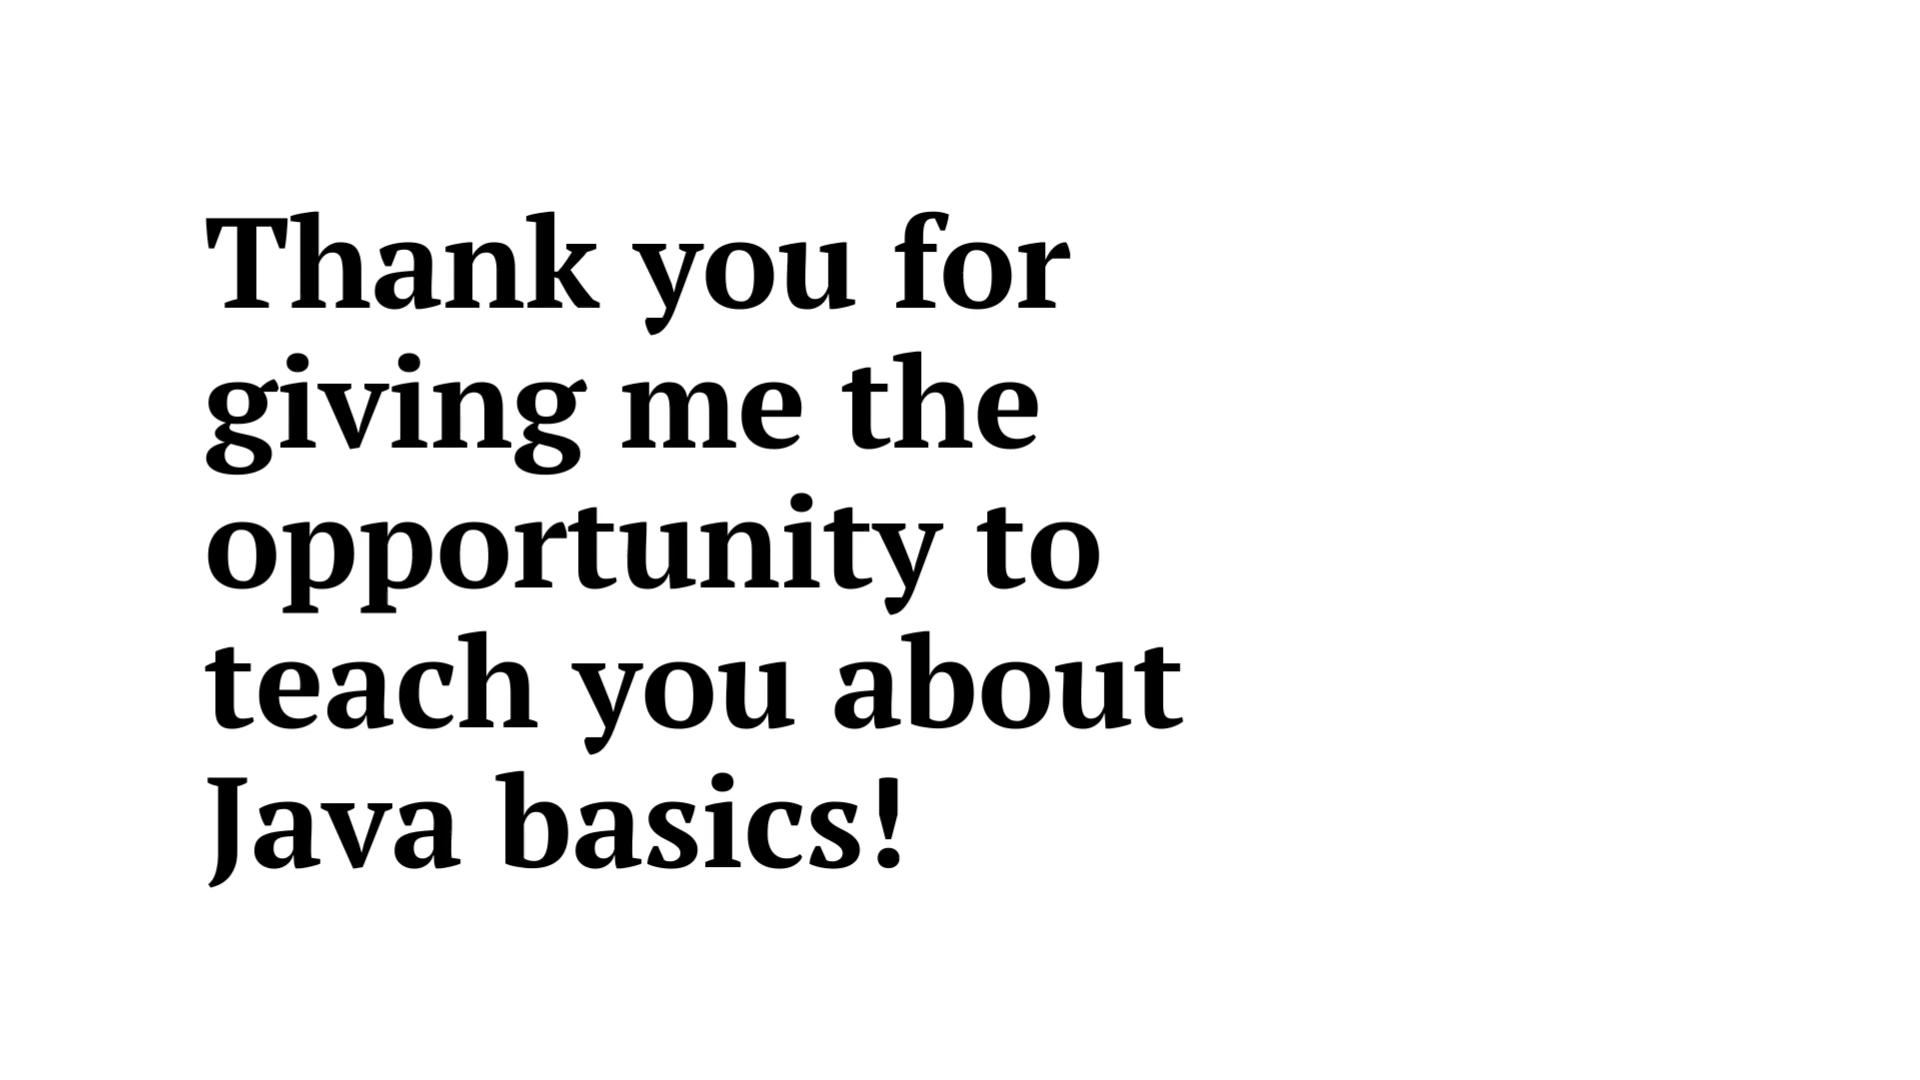 Thank you for
giving me the
opportunity to
teach you about
Java basics!